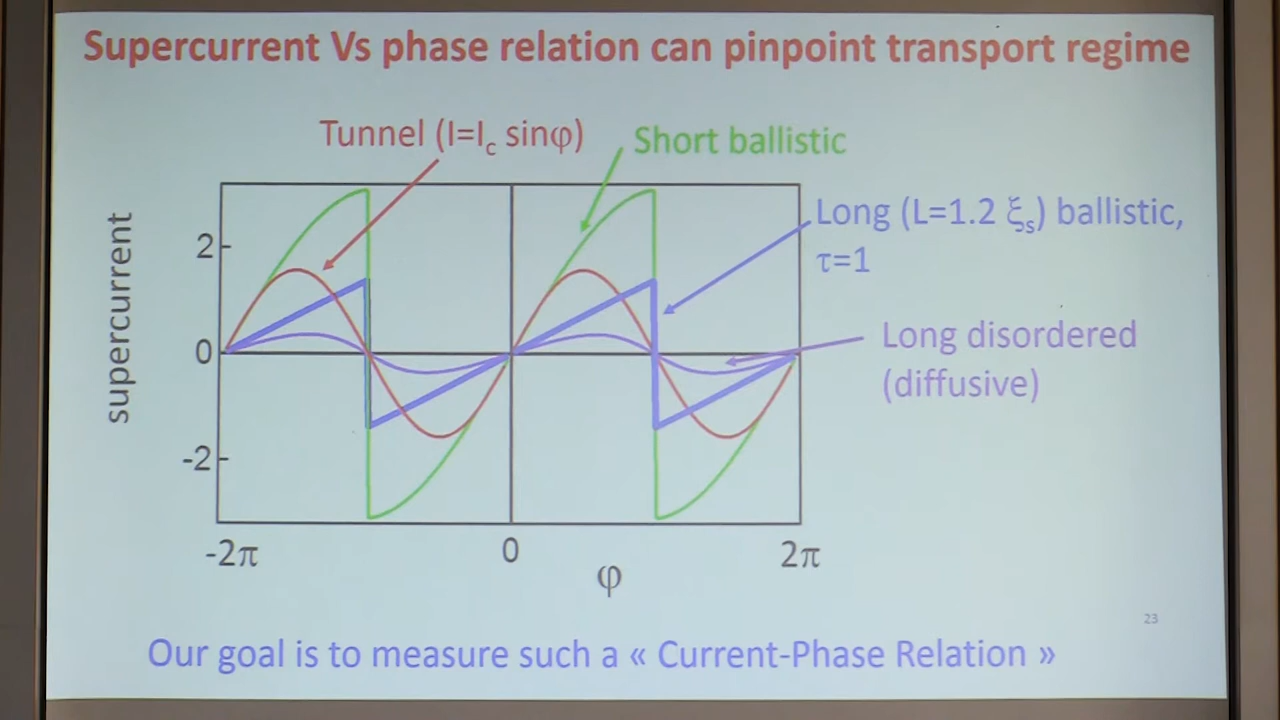 Supercurrent Vs phase relation can pinpoint transport regime
Tunnel (I=Ic sinφ)
Short ballistic
Long (L=1.2 ξs) ballistic,
τ=1
Long disordered
(diffusive)
supercurrent
2
0
-2
-2π
0
2π
φ
23
Our goal is to measure such a « Current-Phase Relation »